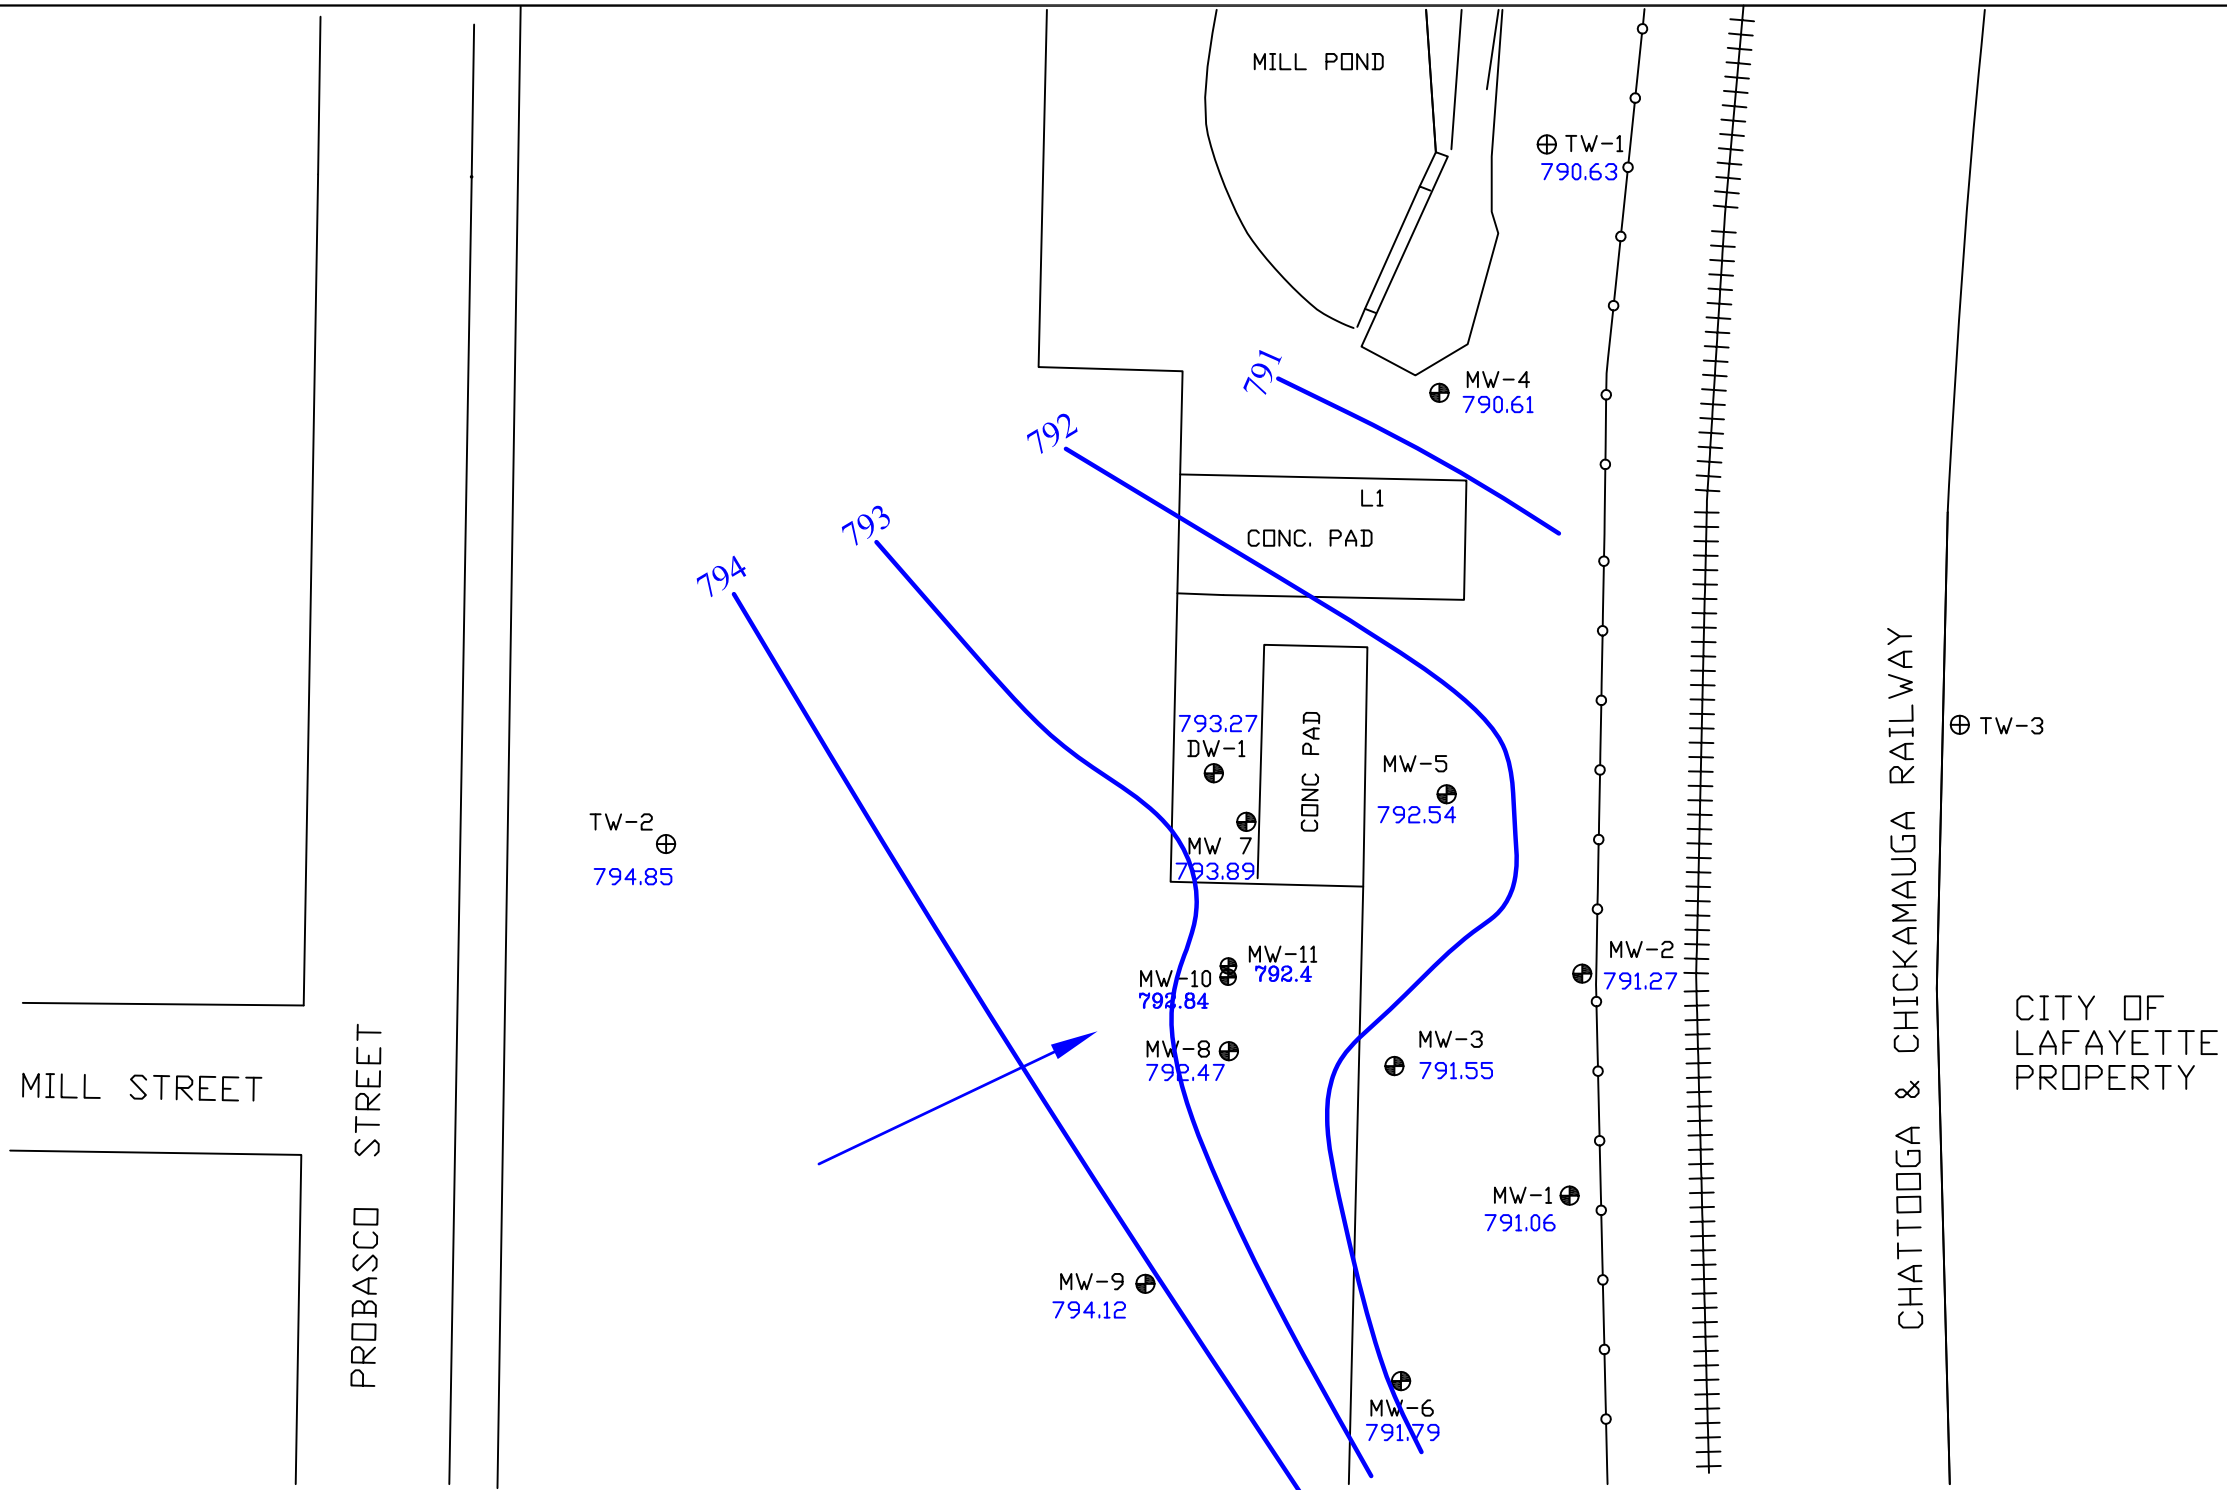 MILL POND
TW-1
790.63
791
MW-4
790.61
792
L1
793
CONC. PAD
794
793.27
DW-1
CONC PAD
MW-5
792.54
TW-3
TW-2
794.85
MW 7
793.89
MW-11
792.4
MW-10
792.84
MW-2
791.27
CHATTOOGA & CHICKAMAUGA RAILWAY
CITY OF
LAFAYETTE
PROPERTY
MW-8
792.47
MW-3
791.55
MILL STREET
PROBASCO STREET
MW-1
791.06
MW-9
794.12
MW-6
791.79